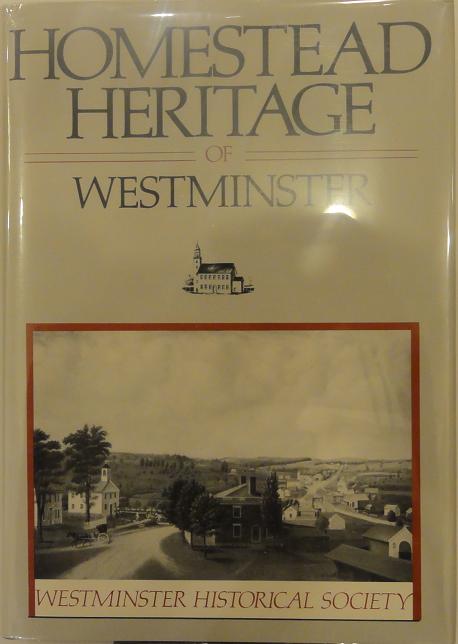 HOMESTEAD
HERITAGE
OF
WESTMINSTER
WESTMINSTER HISTORICAL SOCIETY